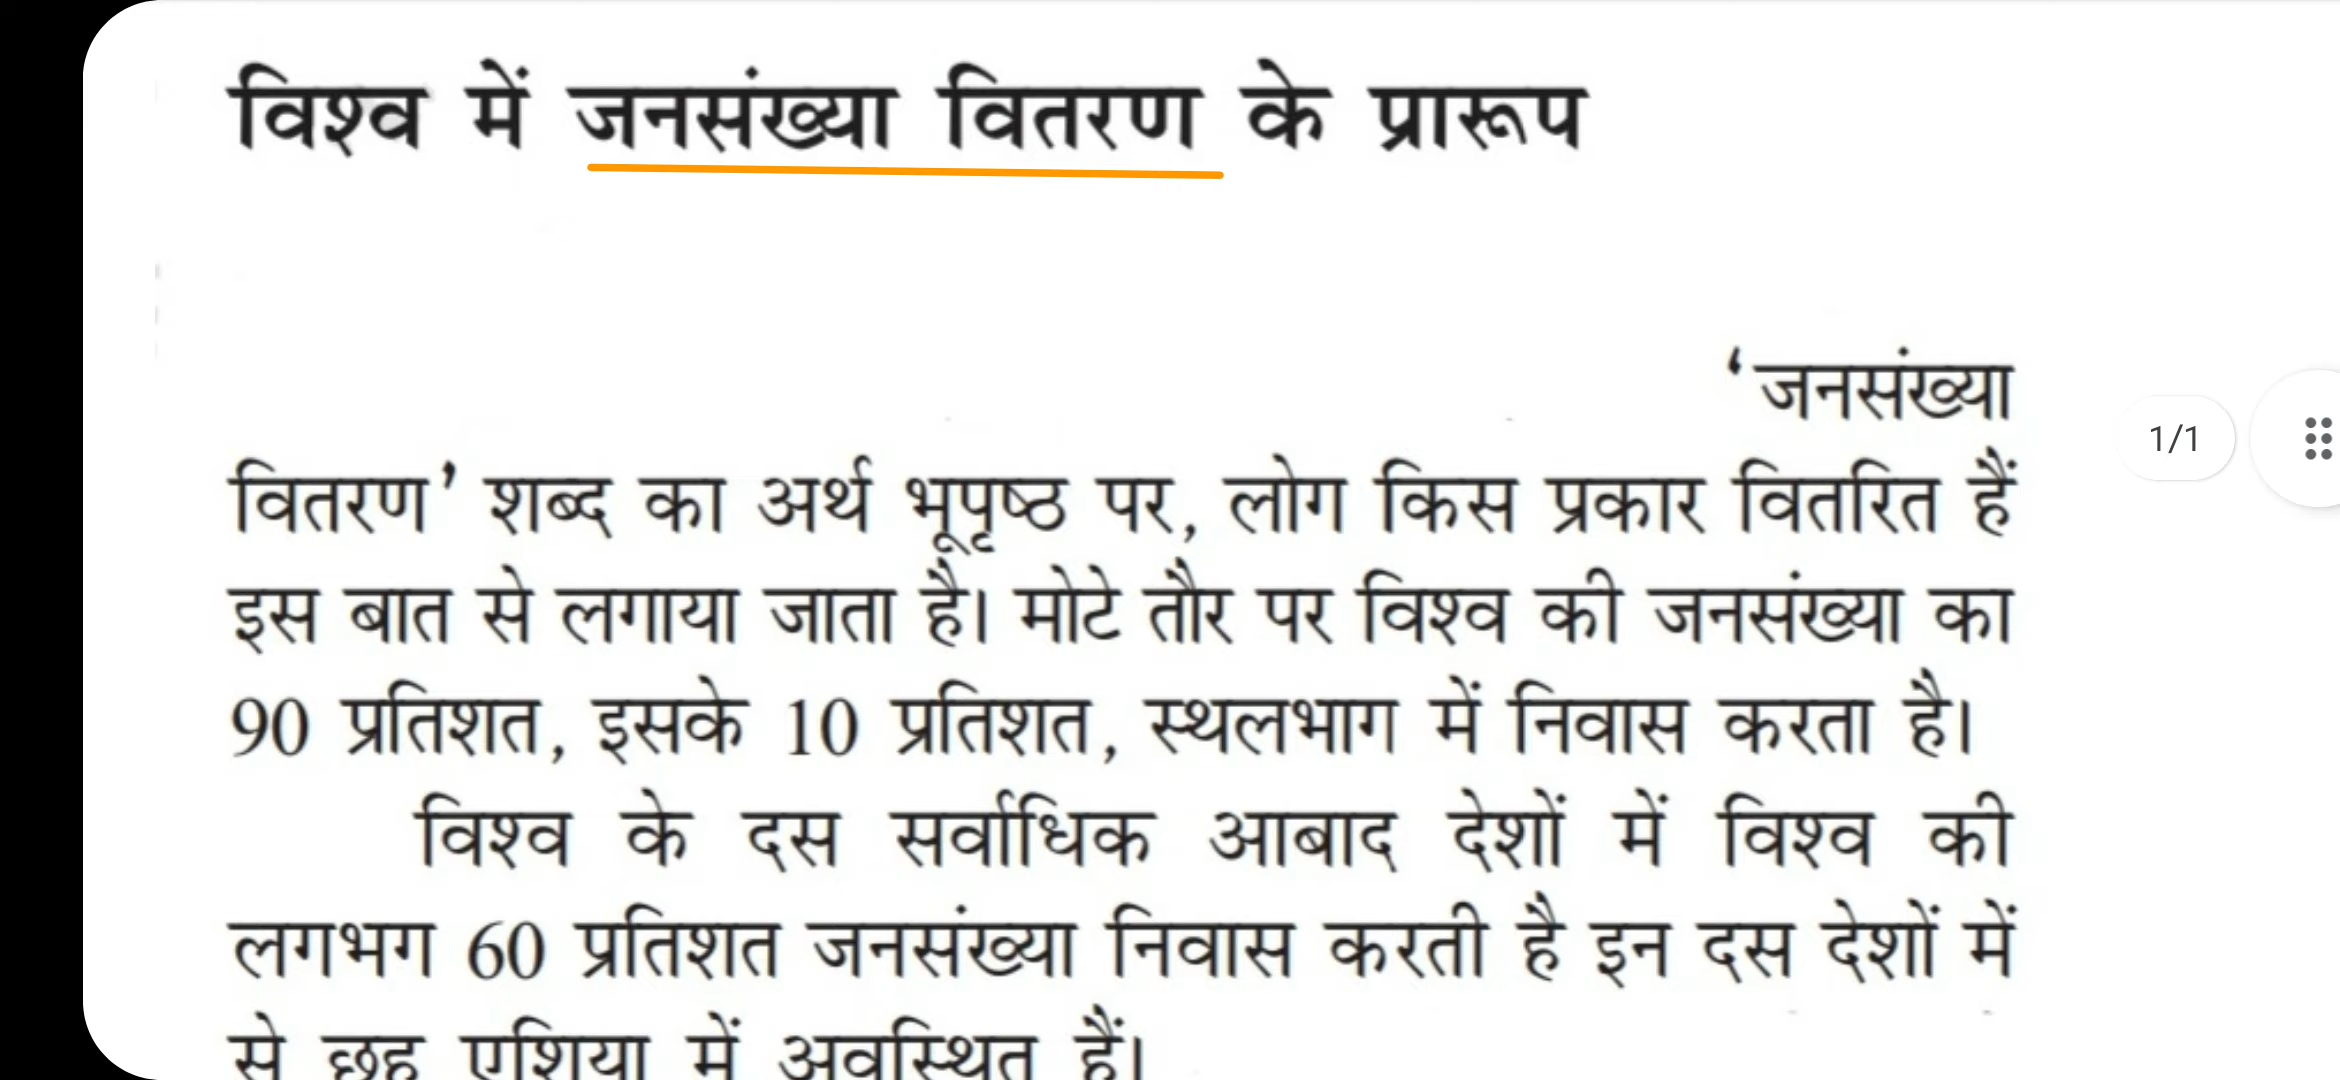 विश्व में जनसंख्या वितरण के प्रारूप
‘जनसंख्या
वितरण’ शब्द का अर्थ भूपृष्ठ पर, लोग किस प्रकार वितरित हैं
इस बात से लगाया जाता है। मोटे तौर पर विश्व की जनसंख्या का
90 प्रतिशत, इसके 10 प्रतिशत, स्थलभाग में निवास करता है।
1/1
विश्व के दस सर्वाधिक आबाद देशों में विश्व की
लगभग 60 प्रतिशत जनसंख्या निवास करती है इन दस देशों में
से छह एशिया में अवस्थित हैं।